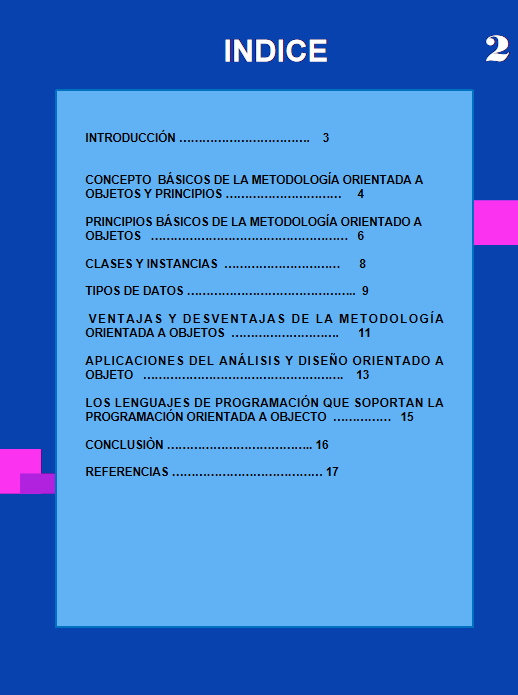 INDICE
2
INTRODUCCIÓN ................................. 3
CONCEPTO BÁSICOS DE LA METODOLOGÍA ORIENTADA A
OBJETOS Y PRINCIPIOS .............................. 4
PRINCIPIOS BÁSICOS DE LA METODOLOGÍA ORIENTADO A
OBJETOS .................................................. 6
CLASES Y INSTANCIAS .............................. 8
TIPOS DE DATOS .......................................... 9
VENTAJAS Y DESVENTAJAS DE LA METODOLOGÍA
ORIENTADA A OBJETOS ............................ 11
APLICACIONES DEL ANÁLISIS Y DISEÑO ORIENTADO A
OBJETO ................................................... 13
LOS LENGUAJES DE PROGRAMACIÓN QUE SOPORTAN LA
PROGRAMACIÓN ORIENTADA A OBJECTO ............... 15
CONCLUSIÒN ..................................... 16
REFERENCIAS ...................................... 17